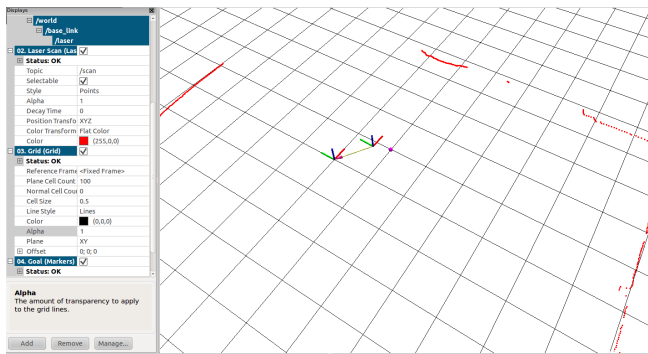 Displays
/world
/base_link
/laser
02. Laser Scan (Las
Status: OK
Topic /scan
Selectable
Style Points
Alpha 1
Decay Time 0
Position Transfo XYZ
Color Transform Flat Color
Color (255,0,0)
03. Grid (Grid)
Status: OK
Reference Frame <Fixed Frame>
Plane Cell Count 100
Normal Cell Cou 0
Cell Size 0.5
Line Style Lines
Color (0,0,0)
Alpha 1
Plane XY
Offset 0; 0; 0
04. Goal (Markers)
Status: OK
Alpha
The amount of transparency to apply
to the grid lines.
Add Remove Manage...